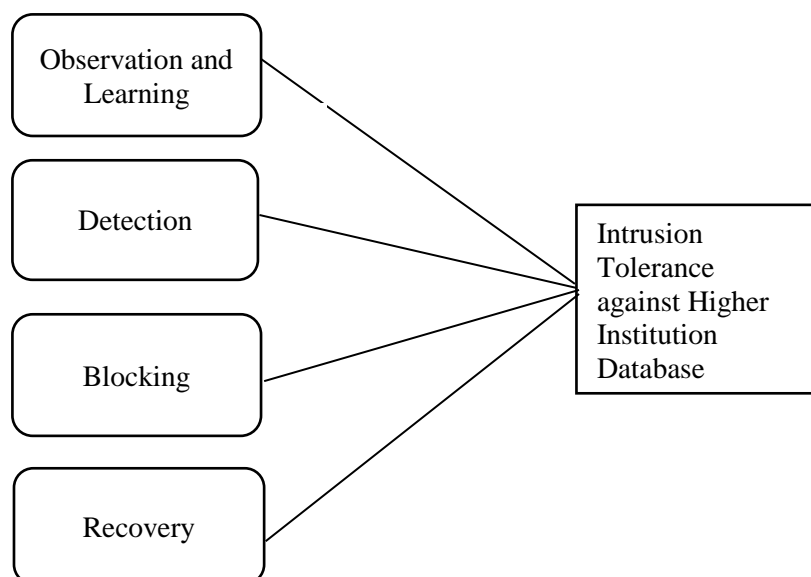 Observation and
Learning
Detection
Blocking
Recovery
Intrusion
Tolerance
against Higher
Institution
Database